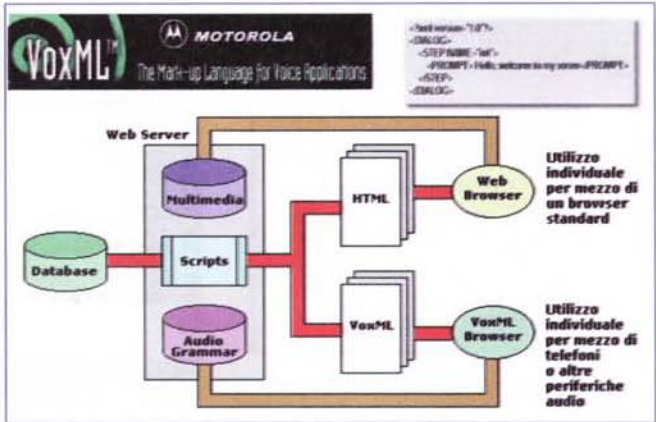 VoxML™
MOTOROLA
The Mark-up Language for Voice Applications
<?xml version="1.0"?>
<DIALOG>
<STEP NAME="init">
<PROMPT> Hello, welcome to my server</PROMPT>
</STEP>
</DIALOG>
Web Server
Multimedia
Database
Scripts
Audio
Grammar
HTML
VoxML
Web
Browser
VoxML
Browser
Utilizzo
individuale
per mezzo di
un browser
standard
Utilizzo
individuale
per mezzo di
telefoni
o altre
periferiche
audio